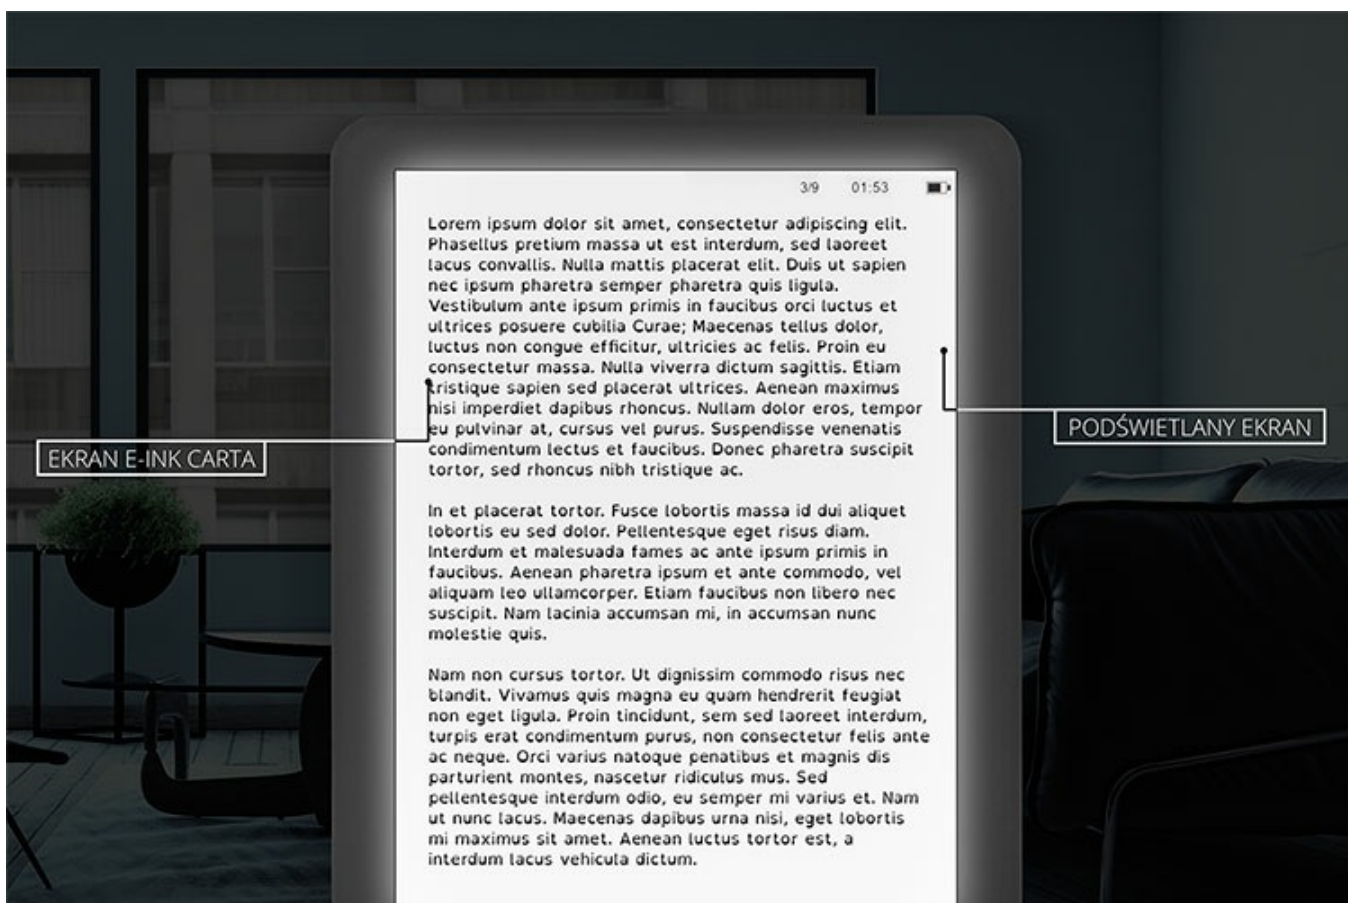 3/9 01:53
Lorem ipsum dolor sit amet, consectetur adipiscing elit.
Phasellus pretium massa ut est interdum, sed laoreet
lacus convallis. Nulla mattis placerat elit. Duis ut sapien
nec ipsum pharetra semper pharetra quis ligula.
Vestibulum ante ipsum primis in faucibus orci luctus et
ultrices posuere cubilia Curae; Maecenas tellus dolor,
luctus non congue efficitur, ultricies ac felis. Proin eu
consectetur massa. Nulla viverra dictum sagittis. Etiam
tristique sapien sed placerat ultrices. Aenean maximus
nisi imperdiet dapibus rhoncus. Nullam dolor eros, tempor
eu pulvinar at, cursus vel purus. Suspendisse venenatis
condimentum lectus et faucibus. Donec pharetra suscipit
tortor, sed rhoncus nibh tristique ac.
In et placerat tortor. Fusce lobortis massa id dui aliquet
lobortis eu sed dolor. Pellentesque eget risus diam.
Interdum et malesuada fames ac ante ipsum primis in
faucibus. Aenean pharetra ipsum et ante commodo, vel
aliquam leo ullamcorper. Etiam faucibus non libero nec
suscipit. Nam lacinia accumsan mi, in accumsan nunc
molestie quis.
Nam non cursus tortor. Ut dignissim commodo risus nec
blandit. Vivamus quis magna eu quam hendrerit feugiat
non eget ligula. Proin tincidunt, sem sed laoreet interdum,
turpis erat condimentum purus, non consectetur felis ante
ac neque. Orci varius natoque penatibus et magnis dis
parturient montes, nascetur ridiculus mus. Sed
pellentesque interdum odio, eu semper mi varius et. Nam
ut nunc lacus. Maecenas dapibus urna nisi, eget lobortis
mi maximus sit amet. Aenean luctus tortor est, a
interdum lacus vehicula dictum.
EKRAN E-INK CARTA
PODŚWIETLANY EKRAN